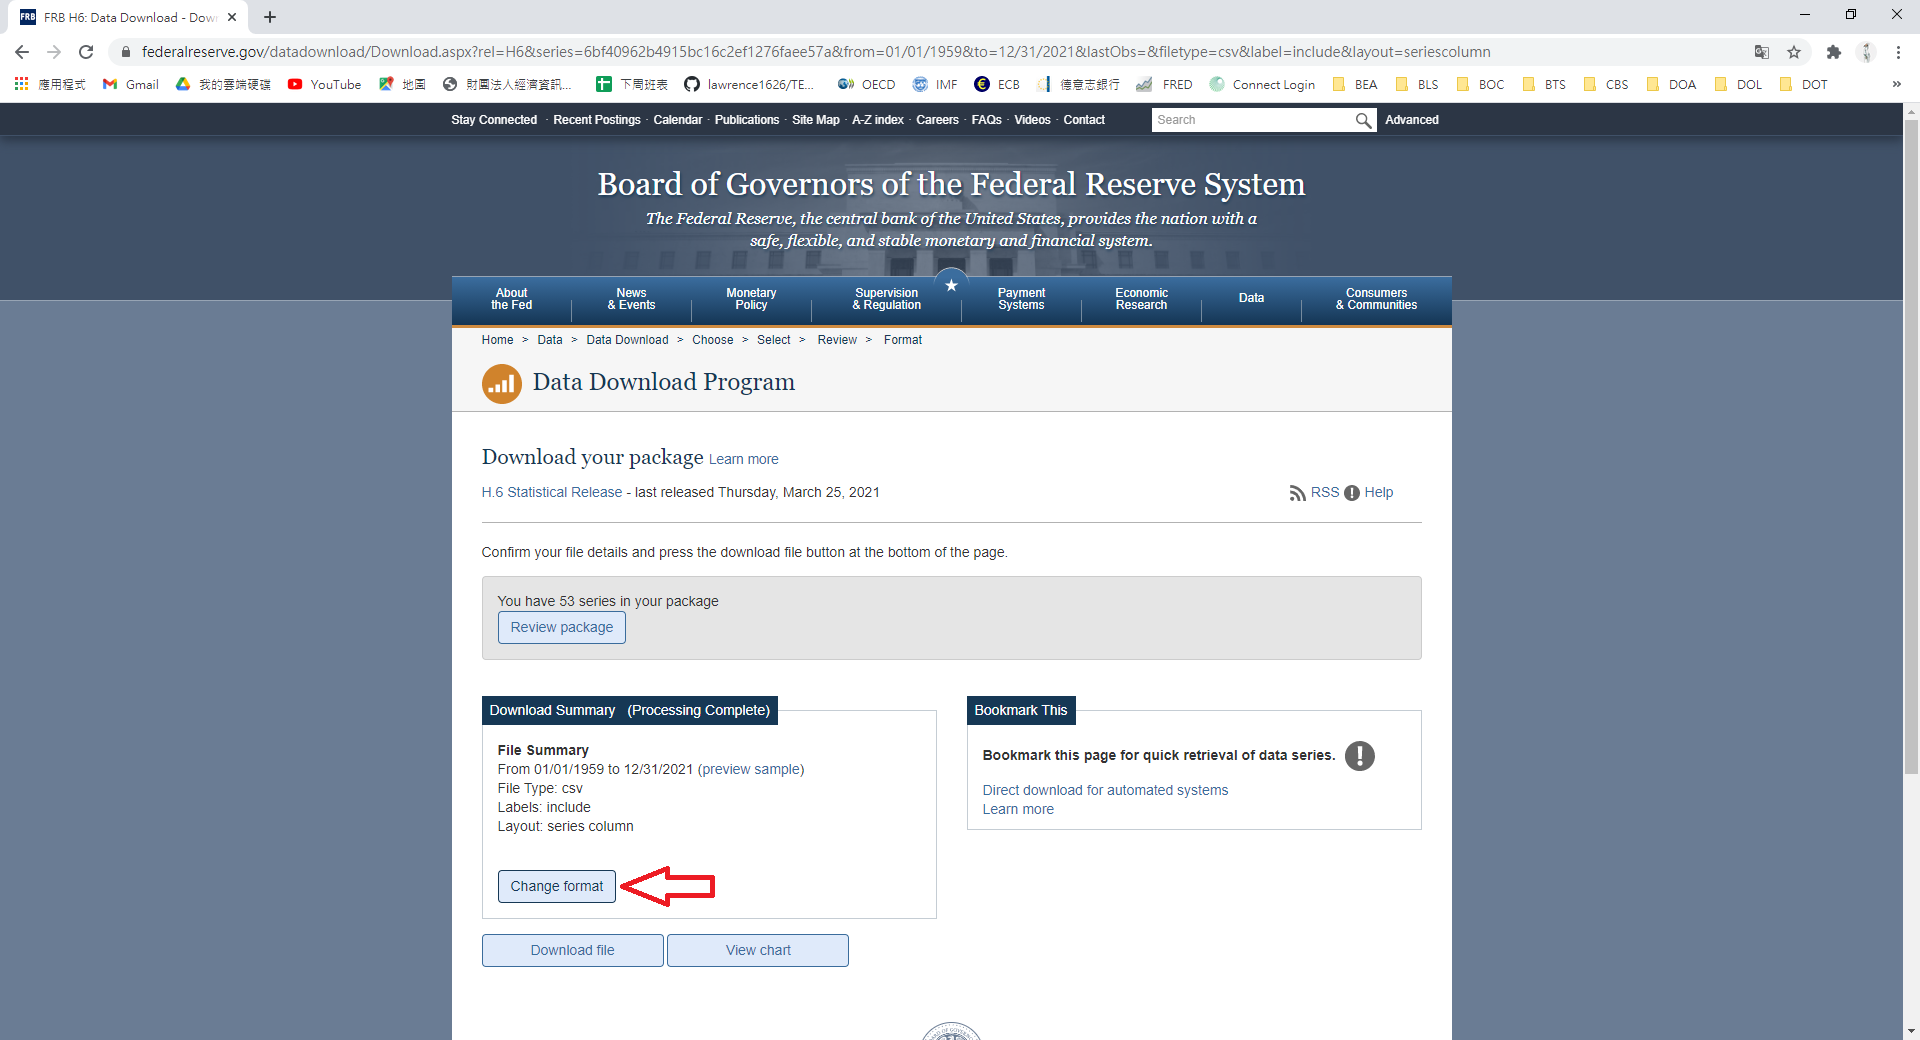 FRB H6: Data Download - Dow
federalreserve.gov/datadownload/Download.aspx?rel=H6&series=6bf40962b4915bc16c2ef1276faee57a&from=01/01/1959&to=12/31/2021&lastObs=&filetype=csv&label=include&layout=seriescolumn
應用程式 Gmail 我的雲端硬碟 YouTube 地圖 財團法人經濟資訊... 下周班表 lawrence1626/TE... OECD IMF ECB 德意志銀行 FRED Connect Login BEA BLS BOC BTS CBS DOA DOL DOT »
Stay Connected · Recent Postings · Calendar · Publications · Site Map · A-Z index · Careers · FAQs · Videos · Contact Search Advanced
Board of Governors of the Federal Reserve System
The Federal Reserve, the central bank of the United States, provides the nation with a
safe, flexible, and stable monetary and financial system.
About the Fed
News & Events
Monetary Policy
Supervision & Regulation
Payment Systems
Economic Research
Data
Consumers & Communities
Home > Data > Data Download > Choose > Select > Review > Format
Data Download Program
Download your package Learn more
H.6 Statistical Release - last released Thursday, March 25, 2021 RSS Help
Confirm your file details and press the download file button at the bottom of the page.
You have 53 series in your package
Review package
Download Summary (Processing Complete)
File Summary
From 01/01/1959 to 12/31/2021 (preview sample)
File Type: csv
Labels: include
Layout: series column
Change format
Bookmark This
Bookmark this page for quick retrieval of data series.
Direct download for automated systems
Learn more
Download file View chart